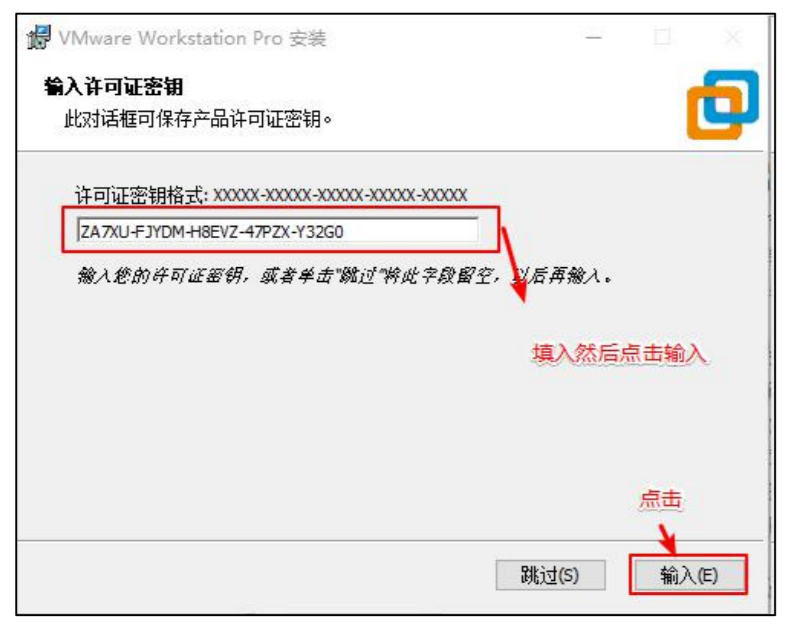 VMware Workstation Pro 安装
输入许可证密钥
此对话框可保存产品许可证密钥。
许可证密钥格式: XXXXX-XXXXX-XXXXX-XXXXX-XXXXX
ZA7XU-FJYDM-H8EVZ-47PZX-Y32G0
输入您的许可证密钥，或者单击"跳过"将此字段留空，以后再输入。
填入然后点击输入
点击
跳过(S)
输入(E)